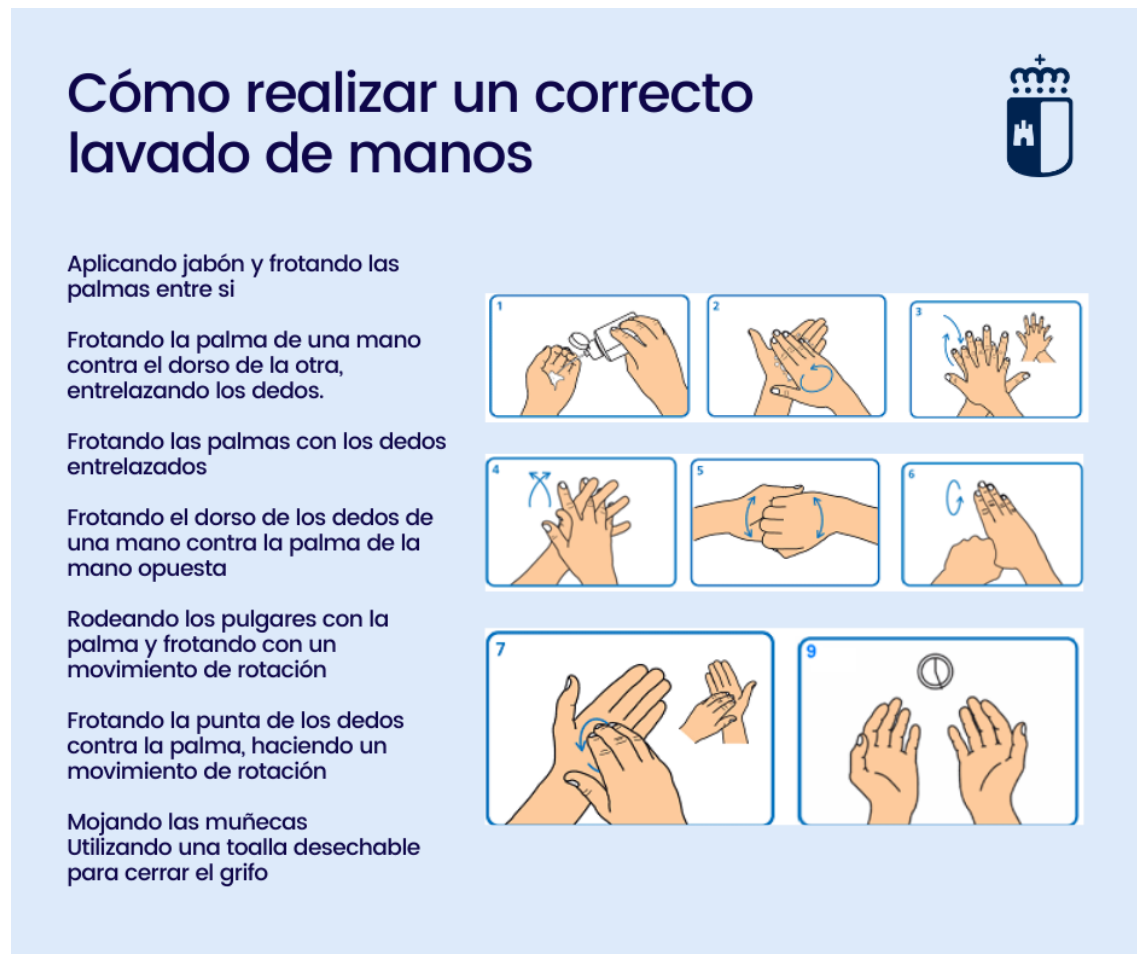 Cómo realizar un correcto
lavado de manos
Aplicando jabón y frotando las
palmas entre si
Frotando la palma de una mano
contra el dorso de la otra,
entrelazando los dedos.
Frotando las palmas con los dedos
entrelazados
Frotando el dorso de los dedos de
una mano contra la palma de la
mano opuesta
Rodeando los pulgares con la
palma y frotando con un
movimiento de rotación
Frotando la punta de los dedos
contra la palma, haciendo un
movimiento de rotación
Mojando las muñecas
Utilizando una toalla desechable
para cerrar el grifo
1
2
3
4
5
6
7
9